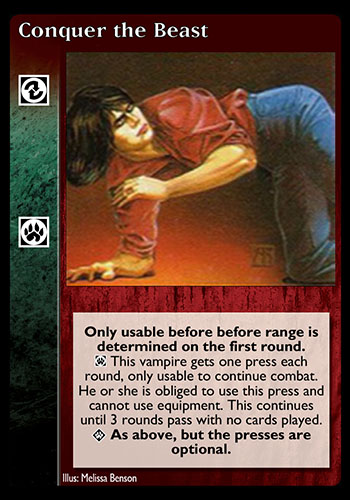 Conquer the Beast
Only usable before before range is
determined on the first round.
This vampire gets one press each
round, only usable to continue combat.
He or she is obliged to use this press and
cannot use equipment. This continues
until 3 rounds pass with no cards played.
As above, but the presses are
optional.
Illus: Melissa Benson